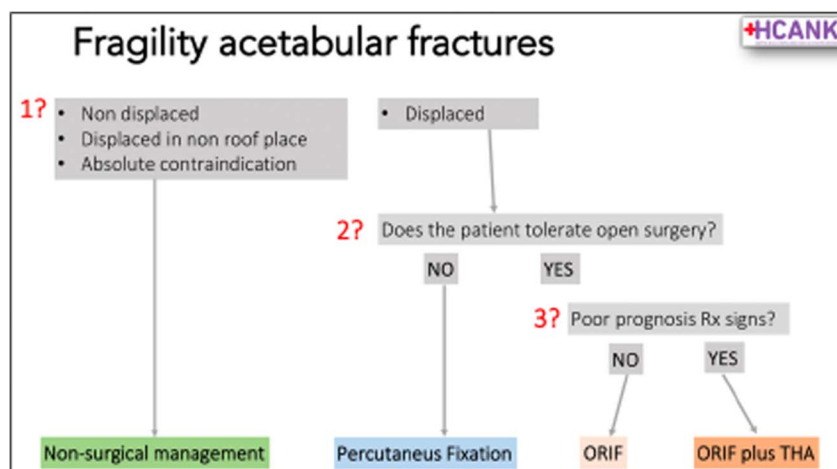 Fragility acetabular fractures
+HCANK
1?
• Non displaced
• Displaced in non roof place
• Absolute contraindication
• Displaced
2?
Does the patient tolerate open surgery?
NO
YES
3?
Poor prognosis Rx signs?
NO
YES
Non-surgical management
Percutaneus Fixation
ORIF
ORIF plus THA